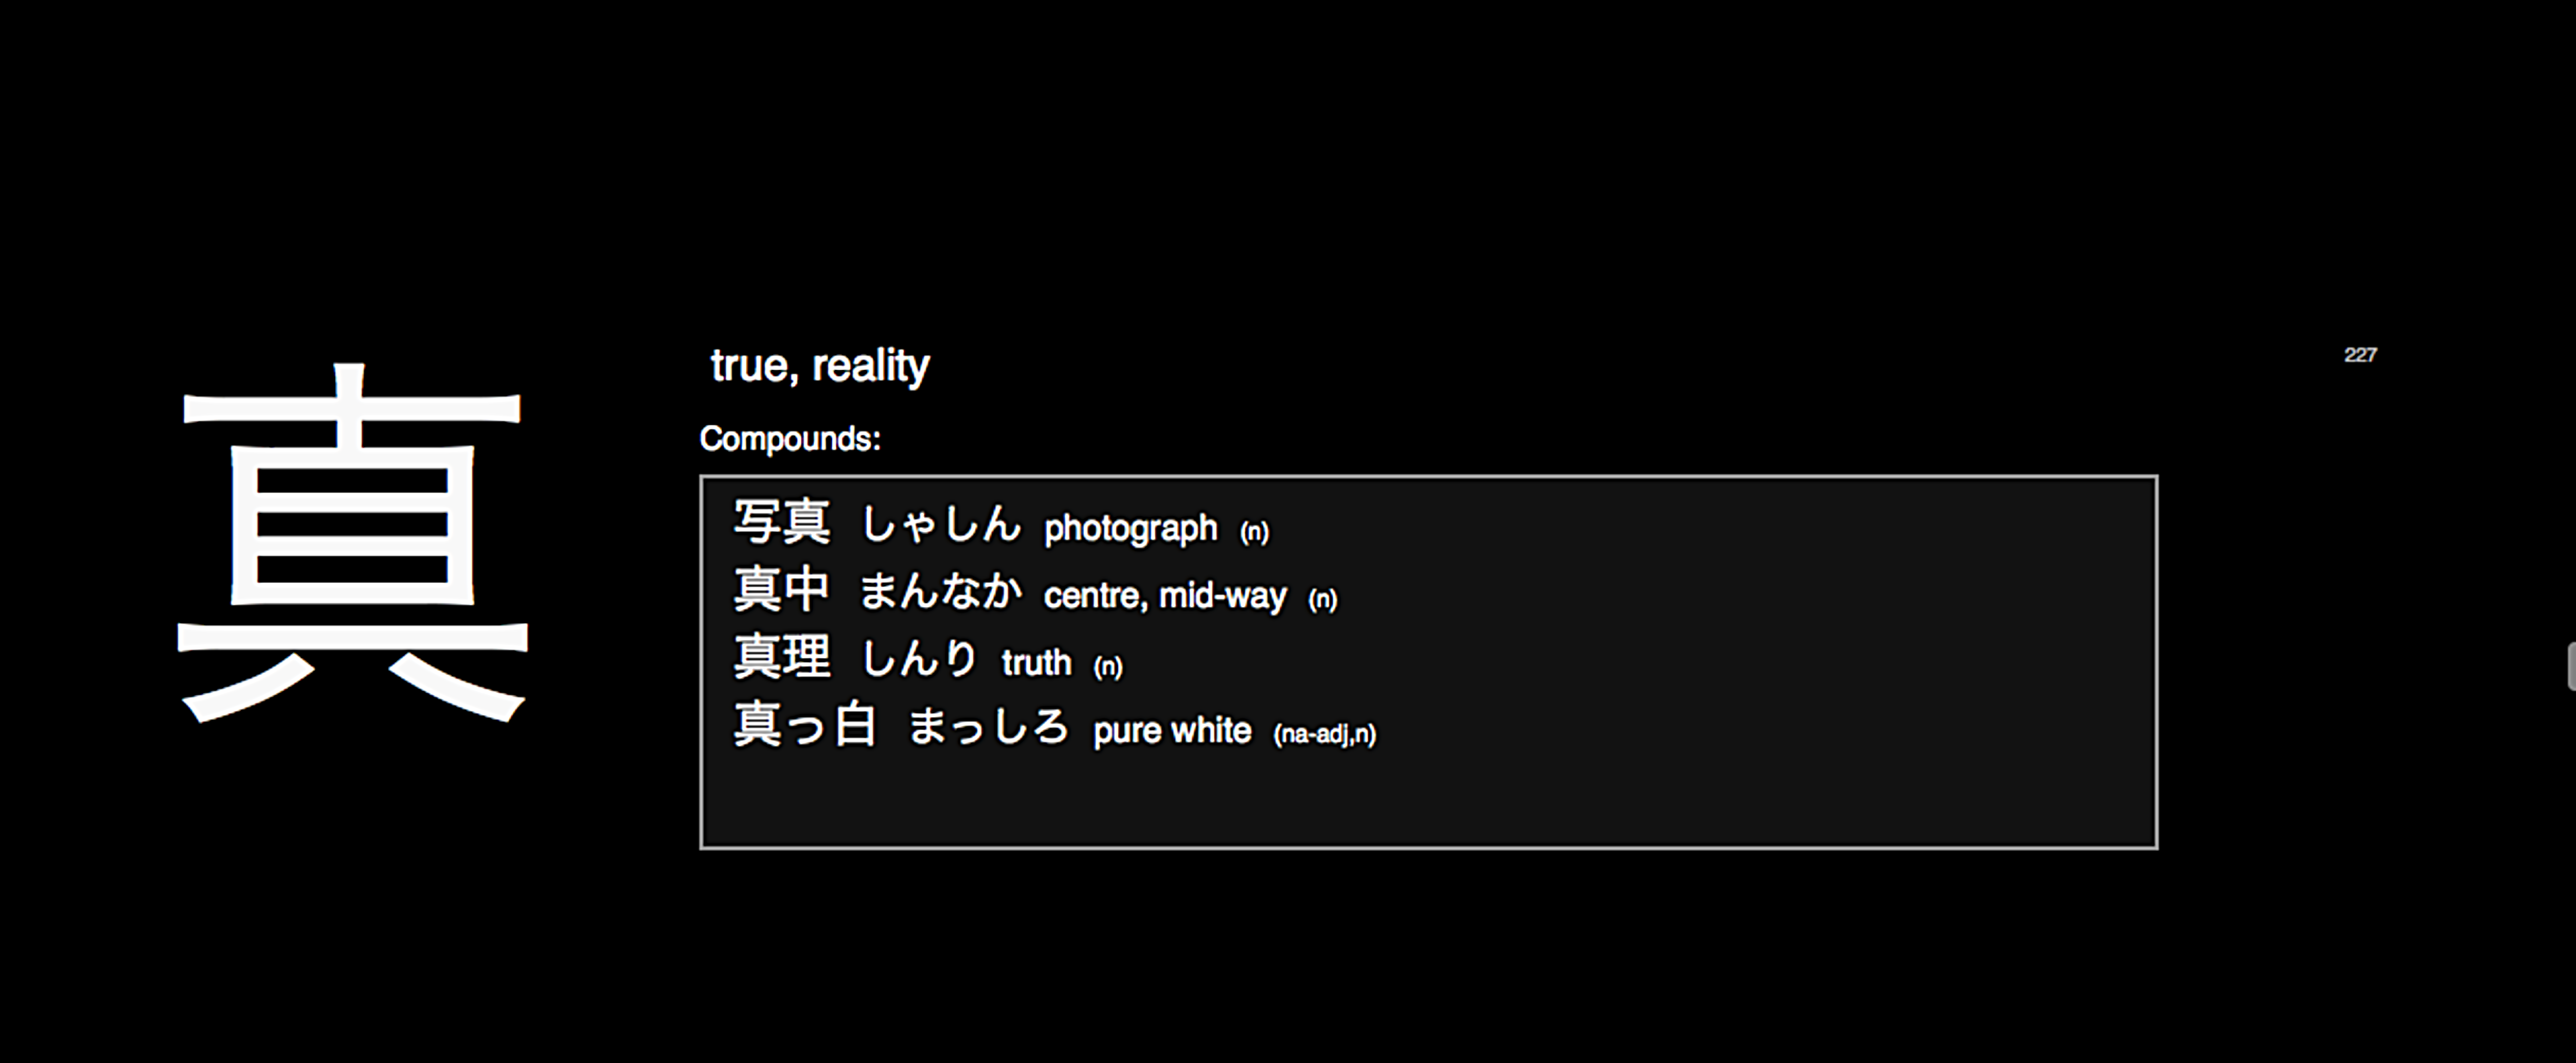 真
true, reality
227
Compounds:
写真 しゃしん photograph (n)
真中 まんなか centre, mid-way (n)
真理 しんり truth (n)
真っ白 まっしろ pure white (na-adj,n)